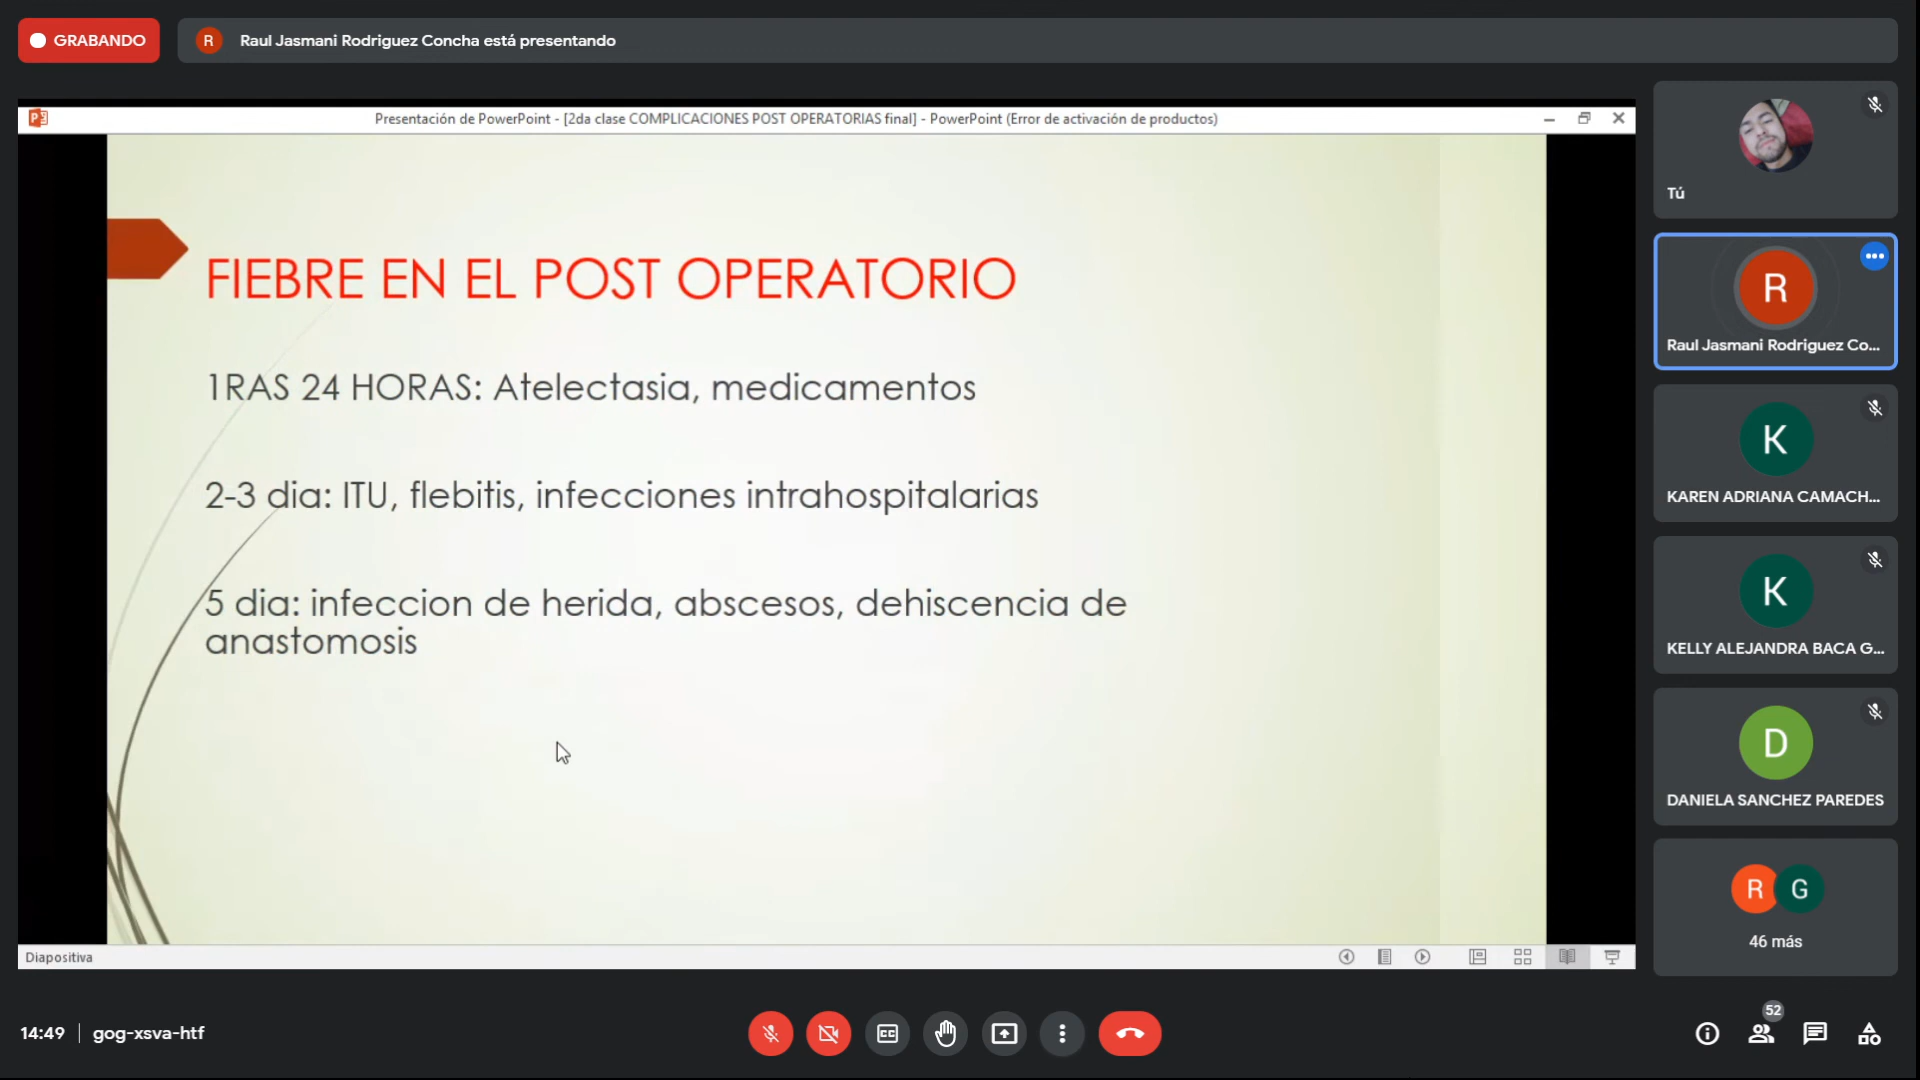 GRABANDO
R
Raul Jasmani Rodriguez Concha está presentando
Presentación de PowerPoint - [2da clase COMPLICACIONES POST OPERATORIAS final] - PowerPoint (Error de activación de productos)
FIEBRE EN EL POST OPERATORIO
1RAS 24 HORAS: Atelectasia, medicamentos
2-3 dia: ITU, flebitis, infecciones intrahospitalarias
5 dia: infeccion de herida, abscesos, dehiscencia de
anastomosis
Diapositiva
Tú
R
Raul Jasmani Rodriguez Co...
K
KAREN ADRIANA CAMACH...
K
KELLY ALEJANDRA BACA G...
D
DANIELA SANCHEZ PAREDES
R G
46 más
14:49 | gog-xsva-htf
CC
52